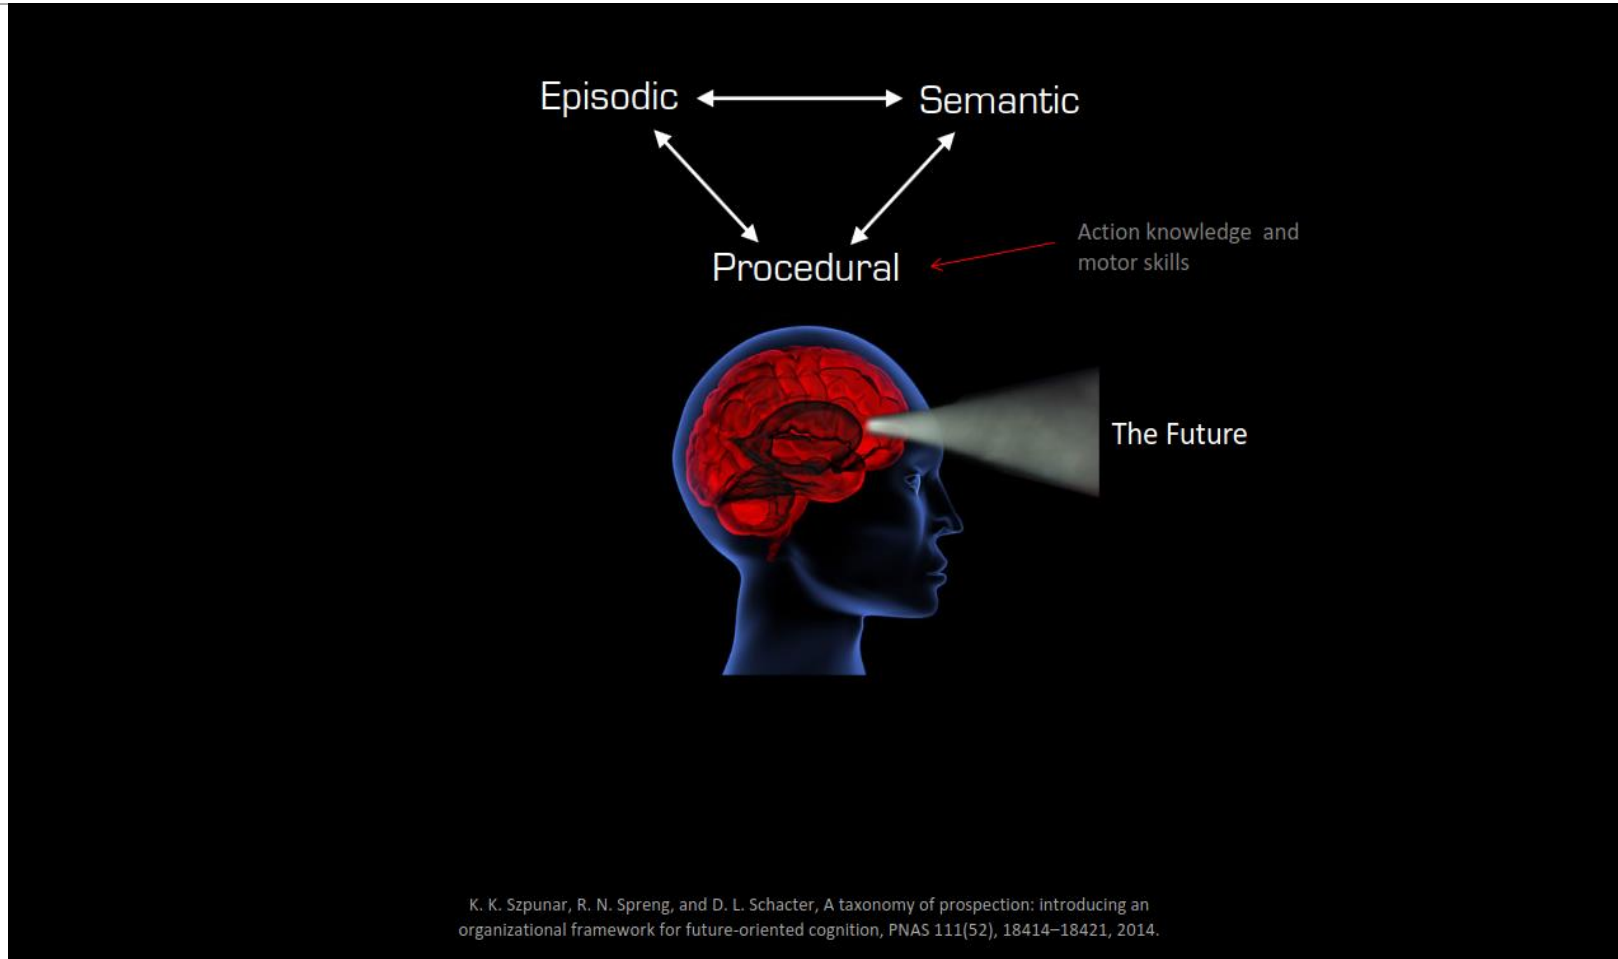 Episodic
Semantic
Procedural
Action knowledge and
motor skills
The Future
K. K. Szpunar, R. N. Spreng, and D. L. Schacter, A taxonomy of prospection: introducing an
organizational framework for future-oriented cognition, PNAS 111(52), 18414–18421, 2014.